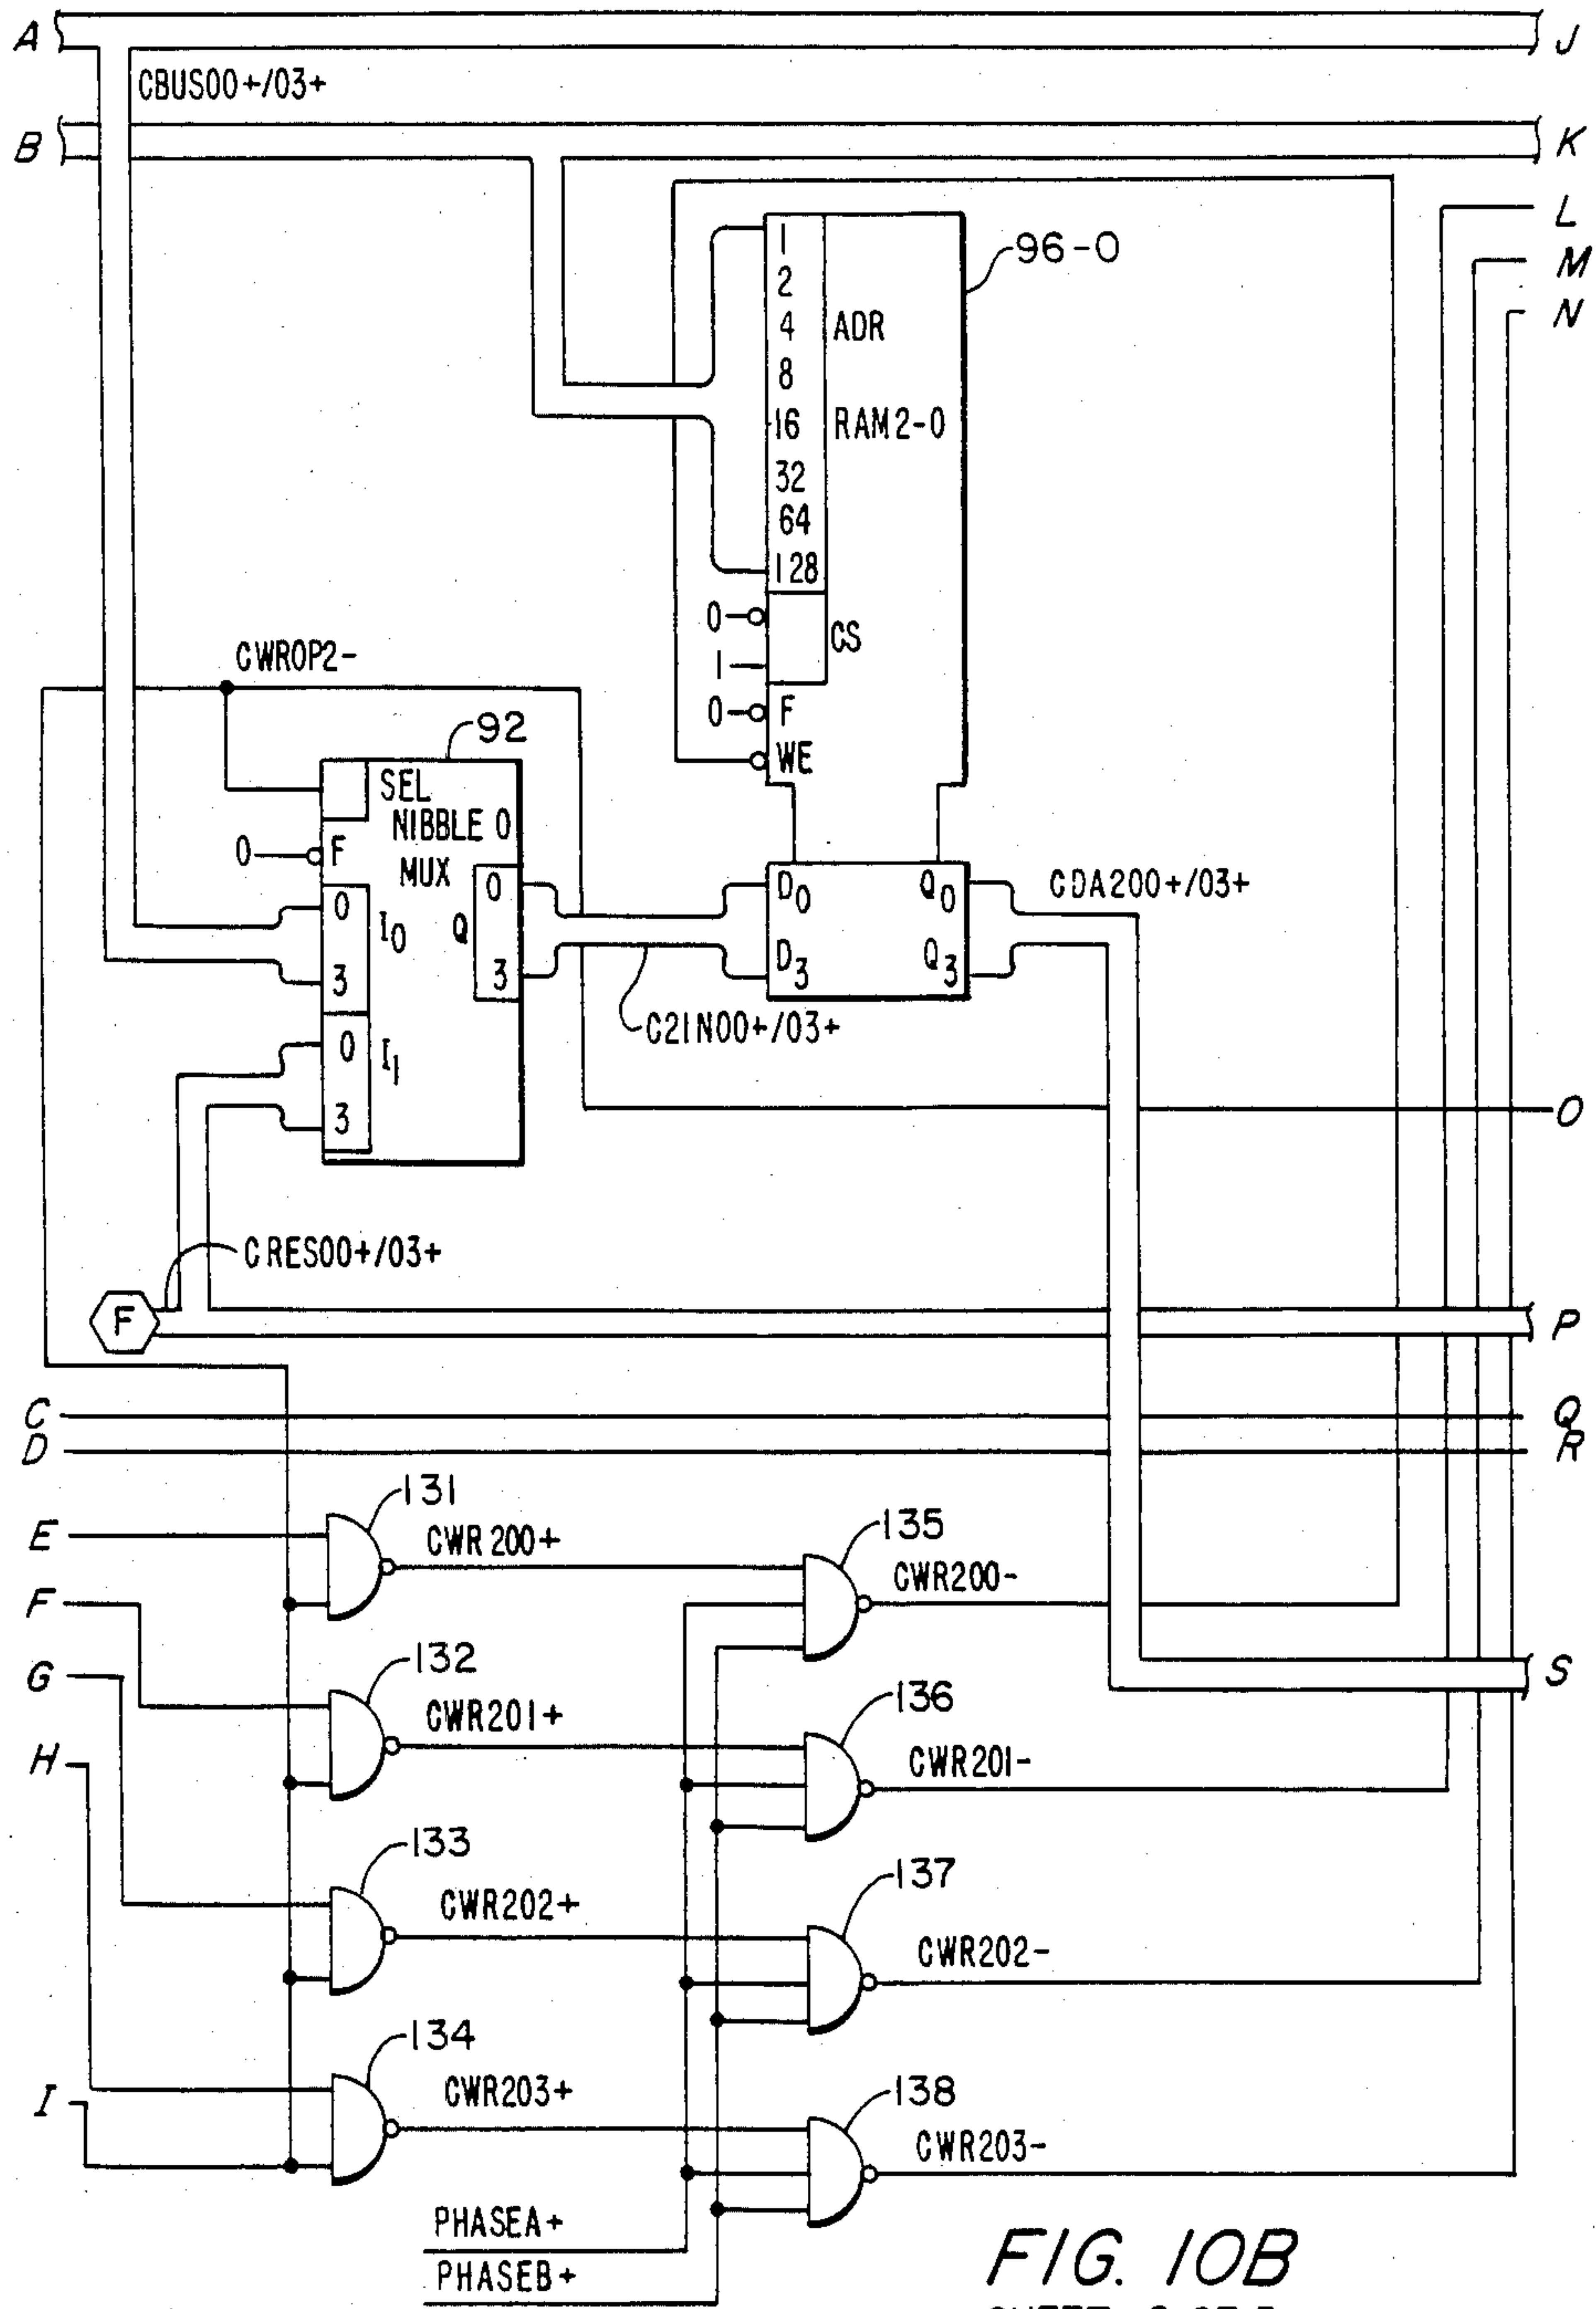 A
J
CBUS00+/03+
B
K
L
96-0
M
N
1
2
4
ADR
8
16
RAM2-0
32
64
128
0
CS
1
CWROP2-
0
F
92
WE
SEL
NIBBLE 0
0
F
MUX
0
I0
3
Q
0
3
D0
Q0
CDA200+/03+
D3
Q3
C2IN00+/03+
0
I1
3
O
CRES00+/03+
F
P
C
Q
D
R
131
E
CWR200+
135
CWR200-
F
132
G
CWR201+
S
136
H
CWR201-
133
137
CWR202+
CWR202-
134
I
CWR203+
138
CWR203-
PHASEA+
PHASEB+
FIG. 10B